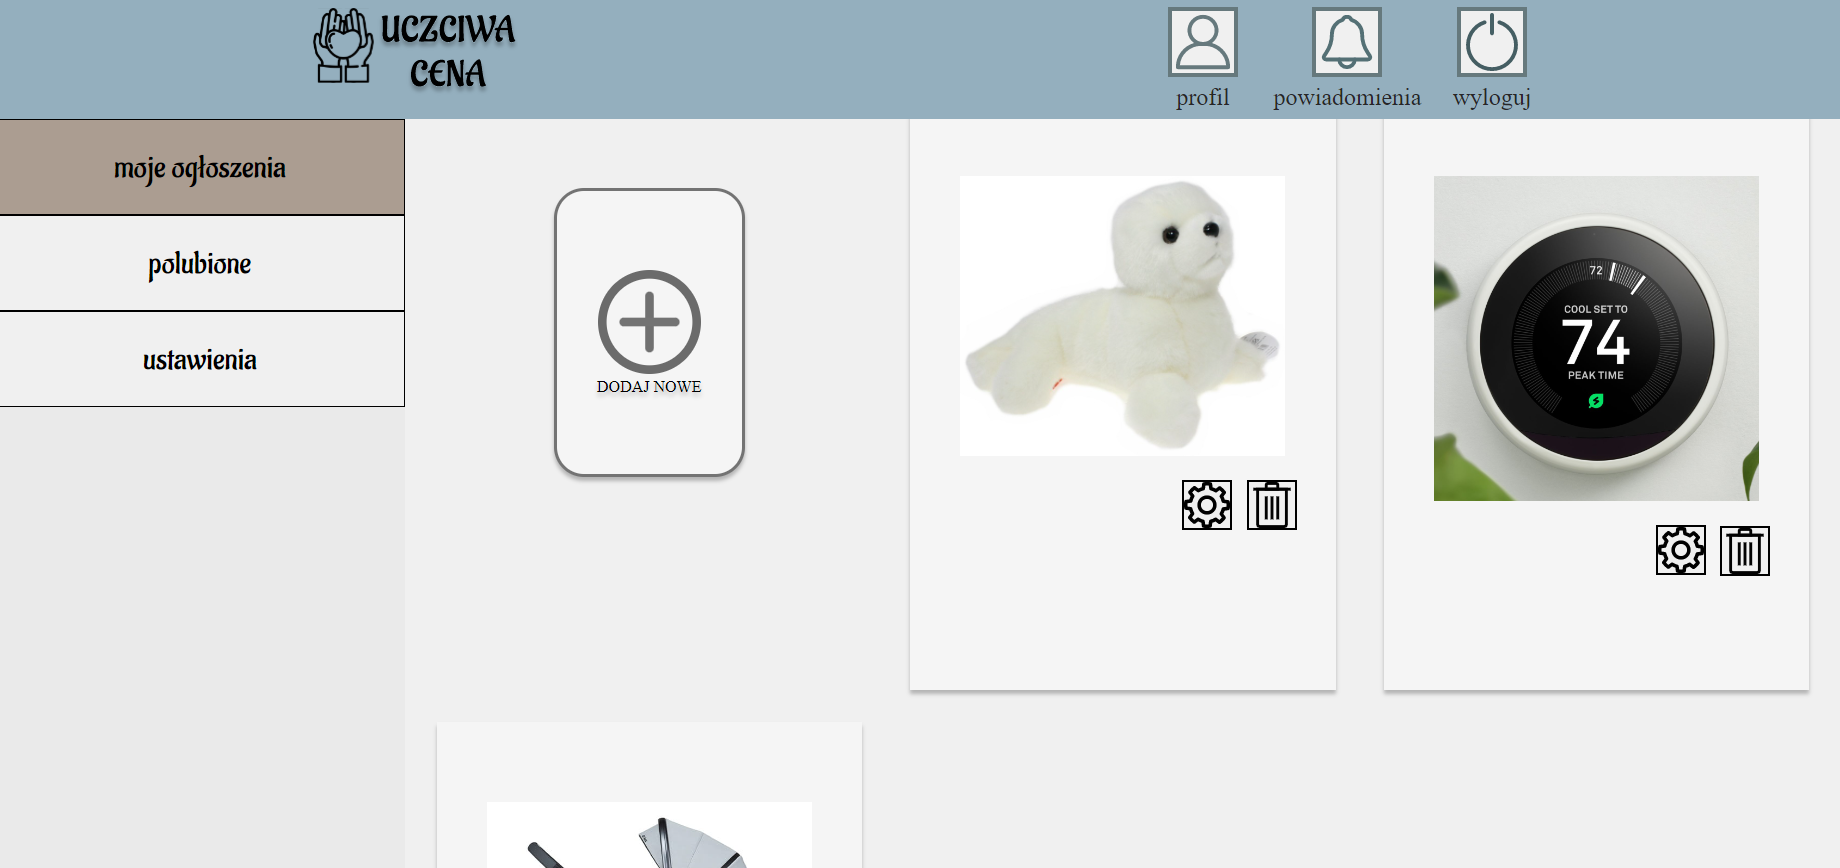 UCZCIWA
CENA
profil
powiadomienia
wyloguj
moje ogłoszenia
polubione
ustawienia
DODAJ NOWE
72
COOL SET TO
74
PEAK TIME